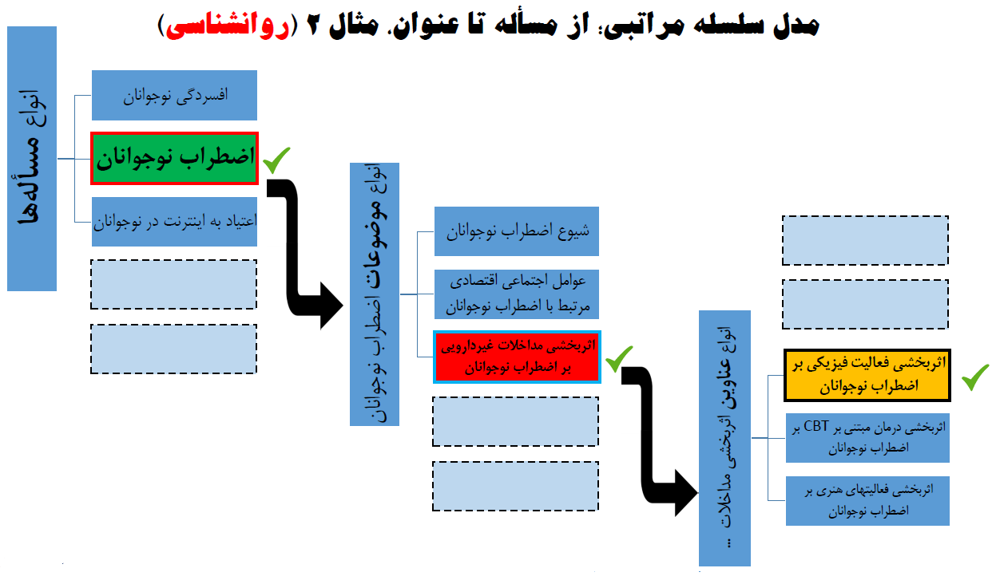 مدل سلسله مراتبی؛ از مسأله تا عنوان، مثال ۲ (روانشناسی)
انواع مسأله‌ها
افسردگی نوجوانان
اضطراب نوجوانان
اعتیاد به اینترنت در نوجوانان
انواع موضوعات اضطراب نوجوانان
شیوع اضطراب نوجوانان
عوامل اجتماعی اقتصادی
مرتبط با اضطراب نوجوانان
اثربخشی مداخلات غیردارویی
بر اضطراب نوجوانان
انواع عناوین اثربخشی مداخلات ...
اثربخشی فعالیت فیزیکی بر
اضطراب نوجوانان
اثربخشی درمان مبتنی بر CBT بر
اضطراب نوجوانان
اثربخشی فعالیتهای هنری بر
اضطراب نوجوانان